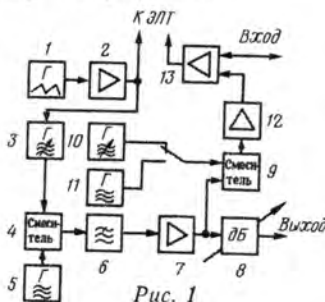 К ЭЛТ
Вход
1
2
13
Г
12
3
Г
10
Г
11
Г
Смеси-
тель
9
4
Смеси-
тель
6
7
дБ
8
Выход
5
Г
Рис. 1